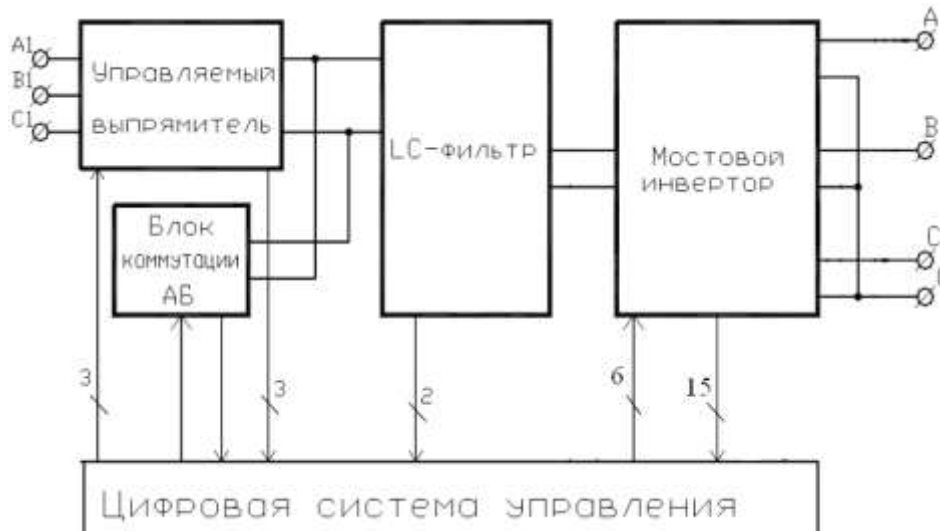 A1
B1
C1
Управляемый
выпрямитель
Блок
коммутации
АБ
LC-фильтр
Мостовой
инвертор
A
B
C
3
3
2
6
15
Цифровая система управления